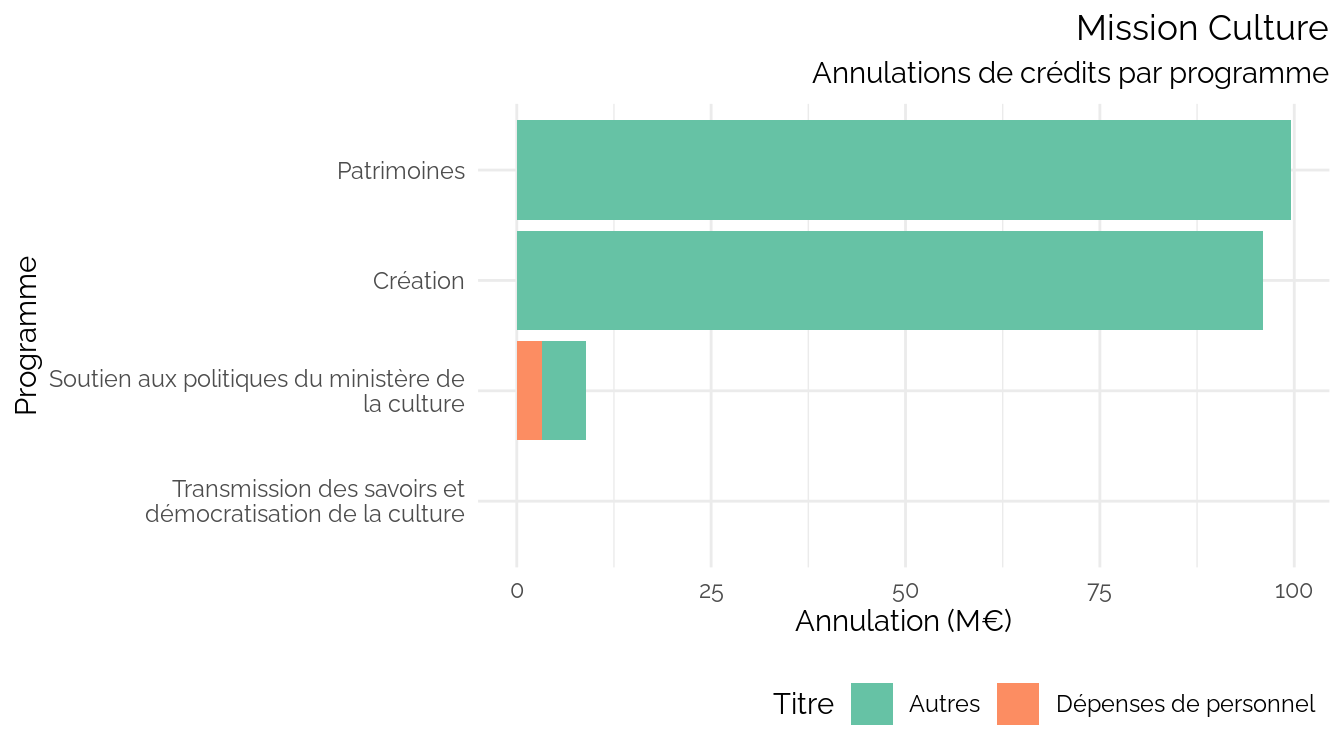 Mission Culture
Annulations de crédits par programme
Programme
Patrimoines
Création
Soutien aux politiques du ministère de
la culture
Transmission des savoirs et
démocratisation de la culture
0 25 50 75 100
Annulation (M€)
Titre Autres Dépenses de personnel